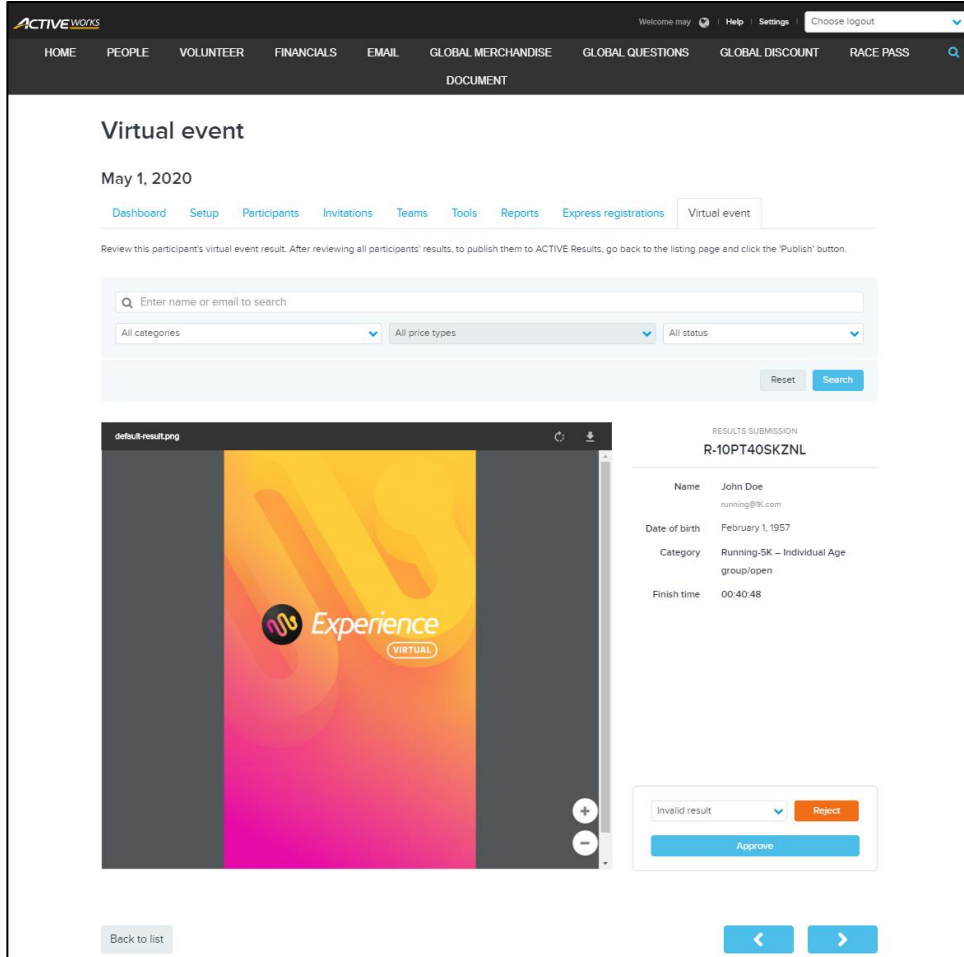 ACTIVE WORKS
Welcome may | Help | Settings | Choose logout
HOME PEOPLE VOLUNTEER FINANCIALS EMAIL GLOBAL MERCHANDISE GLOBAL QUESTIONS GLOBAL DISCOUNT RACE PASS
DOCUMENT
Virtual event
May 1, 2020
Dashboard Setup Participants Invitations Teams Tools Reports Express registrations Virtual event
Review this participant's virtual event result. After reviewing all participants' results, to publish them to ACTIVE Results, go back to the listing page and click the 'Publish' button.
Enter name or email to search
All categories All price types All status
Reset Search
default-result.png
Experience
VIRTUAL
RESULTS SUBMISSION
R-10PT40SKZNL
Name John Doe
running@1K.com
Date of birth February 1, 1957
Category Running-5K – Individual Age
group/open
Finish time 00:40:48
Invalid result Reject
Approve
Back to list